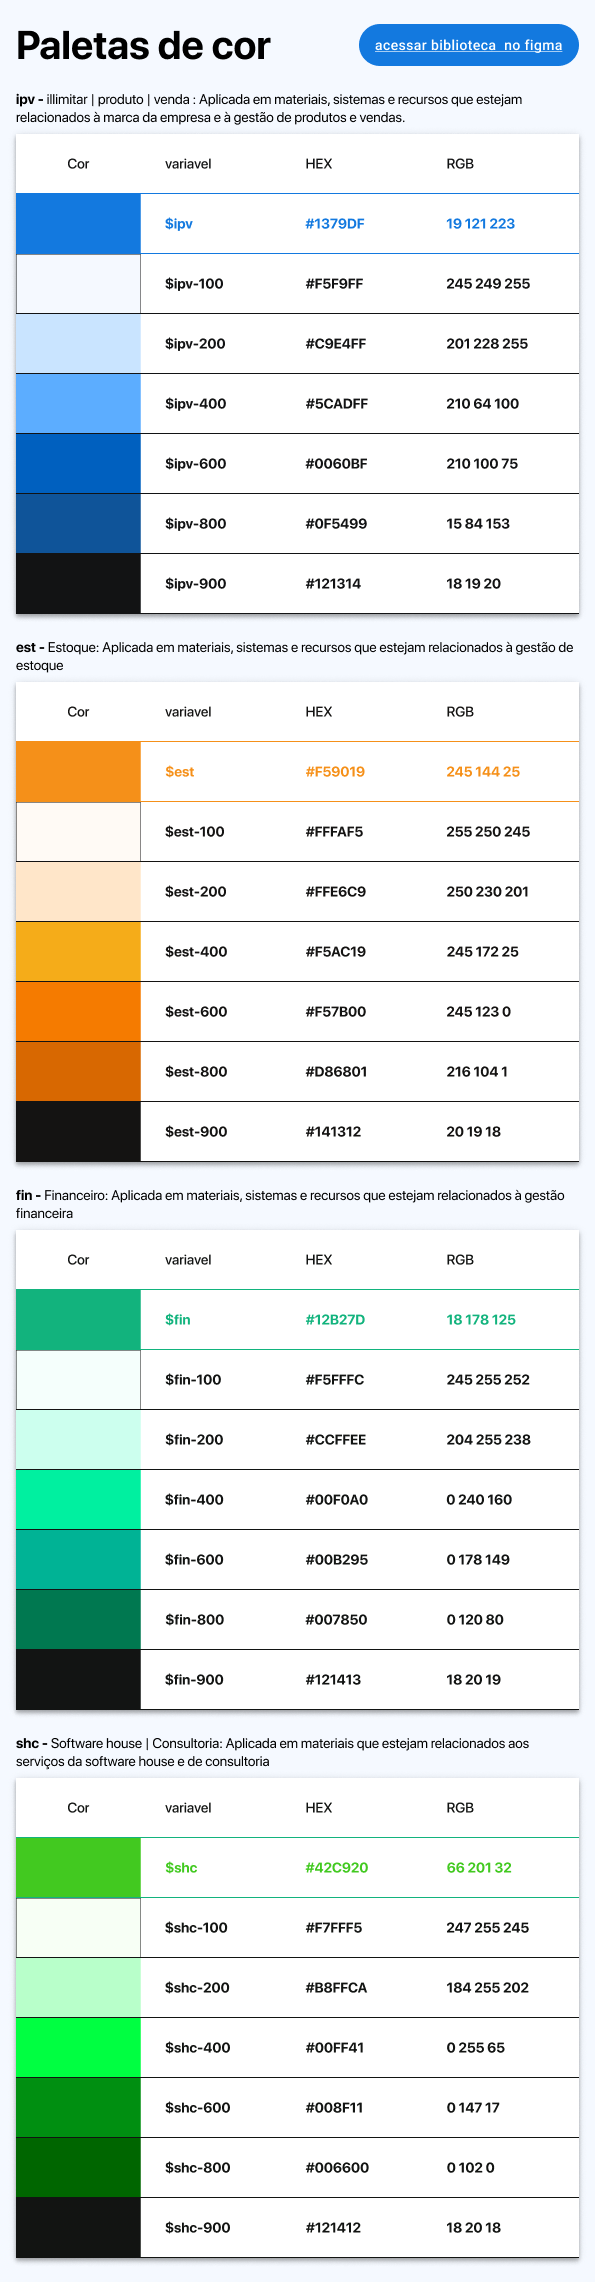 Paletas de cor
acessar biblioteca no figma
ipv - illimitar | produto | venda : Aplicada em materiais, sistemas e recursos que estejam
relacionados à marca da empresa e à gestão de produtos e vendas.
Cor variavel HEX RGB
$ipv #1379DF 19 121 223
$ipv-100 #F5F9FF 245 249 255
$ipv-200 #C9E4FF 201 228 255
$ipv-400 #5CADFF 210 64 100
$ipv-600 #0060BF 210 100 75
$ipv-800 #0F5499 15 84 153
$ipv-900 #121314 18 19 20
est - Estoque: Aplicada em materiais, sistemas e recursos que estejam relacionados à gestão de
estoque
Cor variavel HEX RGB
$est #F59019 245 144 25
$est-100 #FFFAF5 255 250 245
$est-200 #FFE6C9 250 230 201
$est-400 #F5AC19 245 172 25
$est-600 #F57B00 245 123 0
$est-800 #D86801 216 104 1
$est-900 #141312 20 19 18
fin - Financeiro: Aplicada em materiais, sistemas e recursos que estejam relacionados à gestão
financeira
Cor variavel HEX RGB
$fin #12B27D 18 178 125
$fin-100 #F5FFFC 245 255 252
$fin-200 #CCFFEE 204 255 238
$fin-400 #00F0A0 0 240 160
$fin-600 #00B295 0 178 149
$fin-800 #007850 0 120 80
$fin-900 #121413 18 20 19
shc - Software house | Consultoria: Aplicada em materiais que estejam relacionados aos
serviços da software house e de consultoria
Cor variavel HEX RGB
$shc #42C920 66 201 32
$shc-100 #F7FFF5 247 255 245
$shc-200 #B8FFCA 184 255 202
$shc-400 #00FF41 0 255 65
$shc-600 #008F11 0 147 17
$shc-800 #006600 0 102 0
$shc-900 #121412 18 20 18